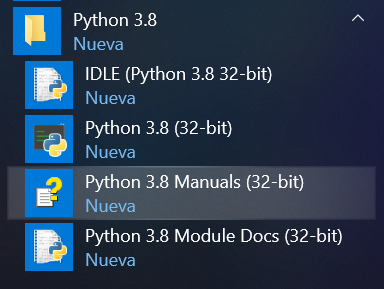 Python 3.8
Nueva
IDLE (Python 3.8 32-bit)
Nueva
Python 3.8 (32-bit)
Nueva
Python 3.8 Manuals (32-bit)
Nueva
Python 3.8 Module Docs (32-bit)
Nueva